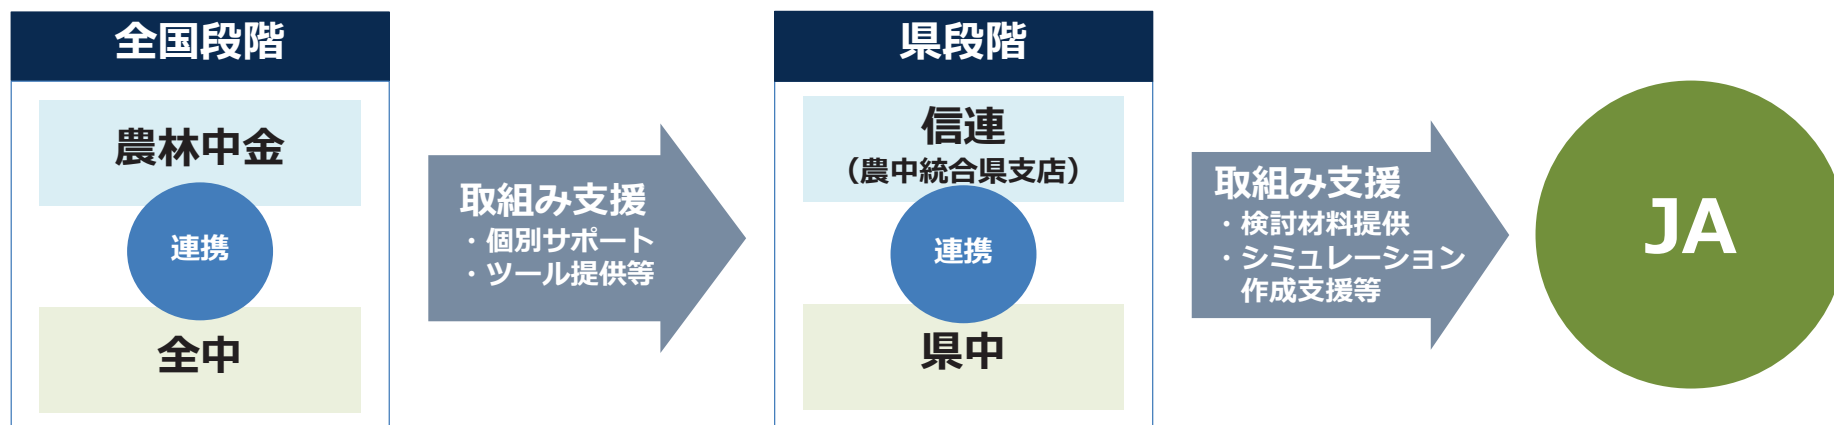 全国段階
農林中金
連携
全中
取組み支援
・個別サポート
・ツール提供等
県段階
信連
（農中統合県支店）
連携
県中
取組み支援
・検討材料提供
・シミュレーション
作成支援等
JA